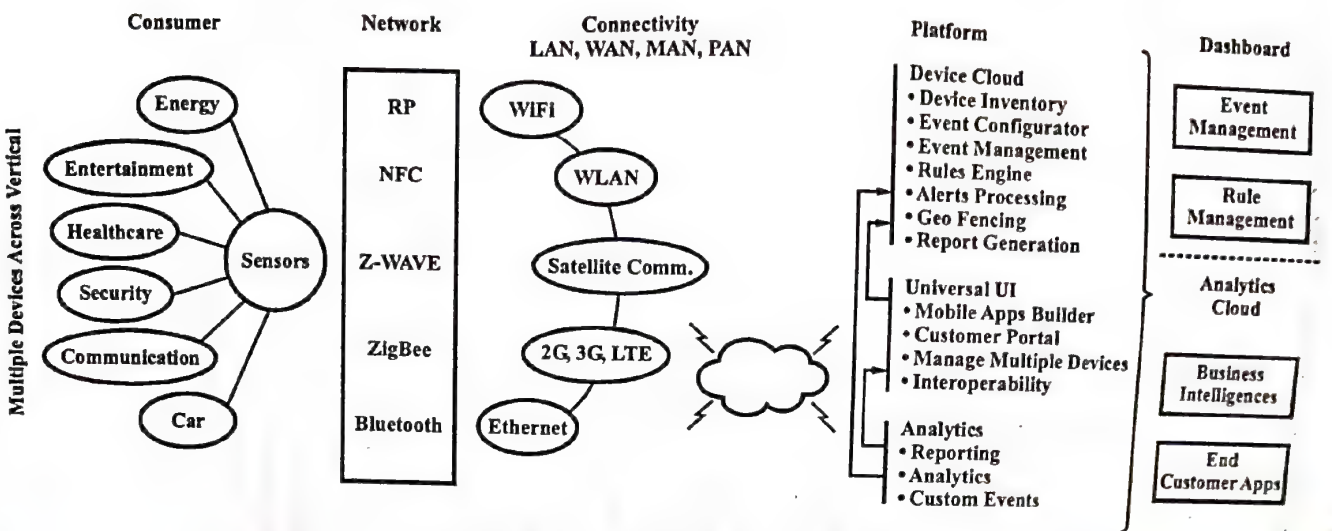 Consumer
Network
Connectivity
LAN, WAN, MAN, PAN
Platform
Dashboard
Multiple Devices Across Vertical
Energy
Entertainment
Healthcare
Security
Communication
Car
Sensors
RP
NFC
Z-WAVE
ZigBee
Bluetooth
WiFi
WLAN
Satellite Comm.
2G, 3G, LTE
Ethernet
Device Cloud
• Device Inventory
• Event Configurator
• Event Management
• Rules Engine
• Alerts Processing
• Geo Fencing
• Report Generation
Universal UI
• Mobile Apps Builder
• Customer Portal
• Manage Multiple Devices
• Interoperability
Analytics
• Reporting
• Analytics
• Custom Events
Event
Management
Rule
Management
Analytics
Cloud
Business
Intelligences
End
Customer Apps